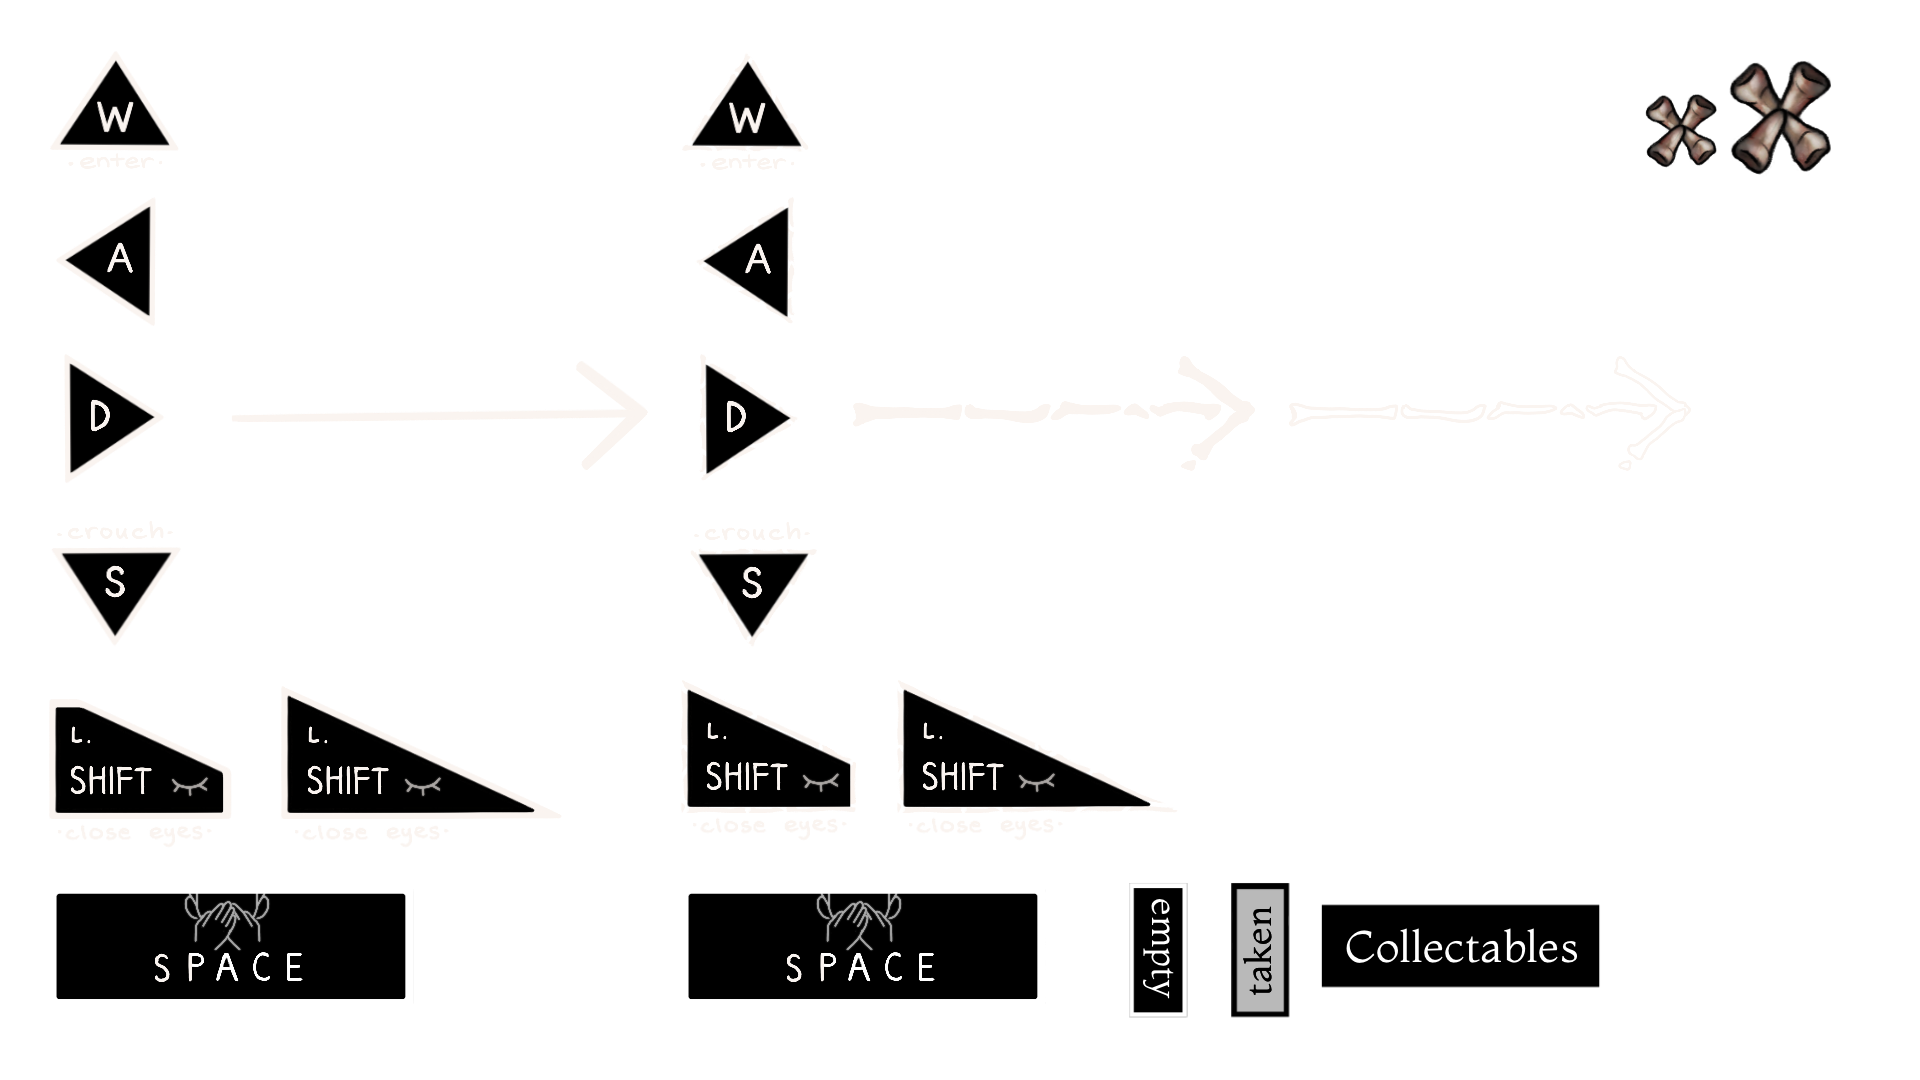 W
·enter·
W
·enter·
A
A
D
D
·crouch·
·crouch·
S
S
L.
SHIFT
·close eyes·
L.
SHIFT
·close eyes·
L.
SHIFT
·close eyes·
L.
SHIFT
·close eyes·
SPACE
SPACE
empty
taken
Collectables